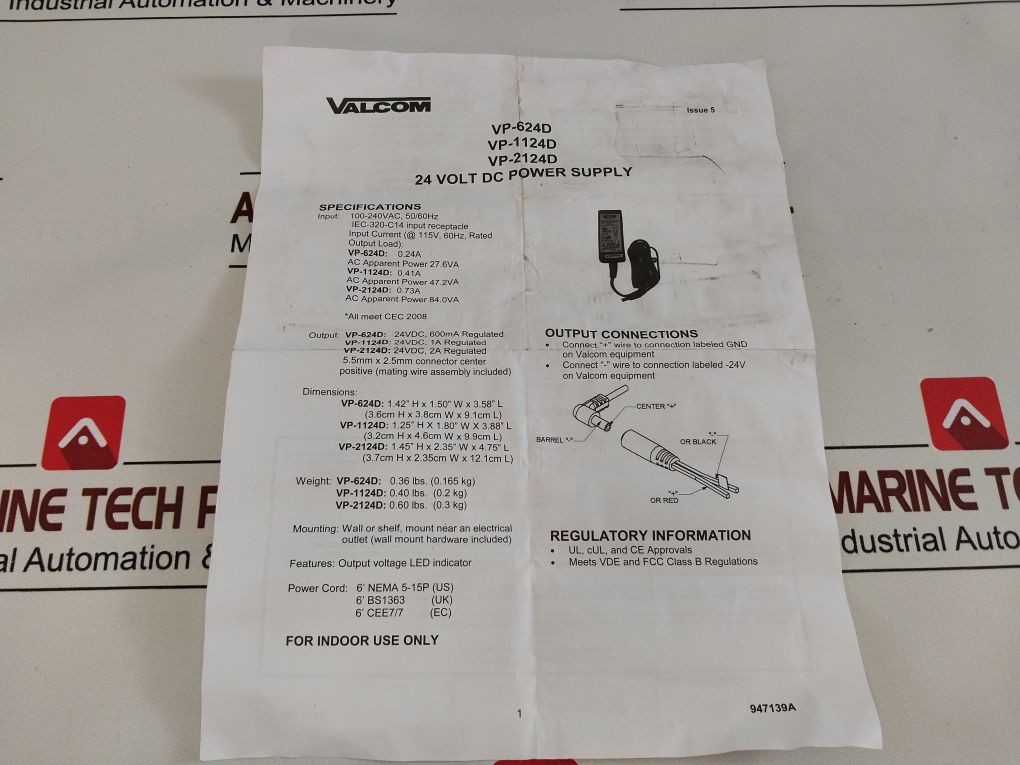 Industrial Automation & Machinery
VALCOM
Issue 5
VP-624D
VP-1124D
VP-2124D
24 VOLT DC POWER SUPPLY
SPECIFICATIONS
Input: 100-240VAC, 50/60Hz
IEC-320-C14 input receptacle
Input Current (@ 115V, 60Hz, Rated
Output Load):
VP-624D: 0.24A
AC Apparent Power 27.6VA
VP-1124D: 0.41A
AC Apparent Power 47.2VA
VP-2124D: 0.73A
AC Apparent Power 84.0VA
*All meet CEC 2008
Output: VP-624D: 24VDC, 600mA Regulated
VP-1124D: 24VDC, 1A Regulated
VP-2124D: 24VDC, 2A Regulated
5.5mm x 2.5mm connector center
positive (mating wire assembly included)
Dimensions:
VP-624D: 1.42" H x 1.50" W x 3.58" L
(3.6cm H x 3.8cm W x 9.1cm L)
VP-1124D: 1.25" H X 1.80" W X 3.88" L
(3.2cm H x 4.6cm W x 9.9cm L)
VP-2124D: 1.45" H x 2.35" W x 4.75" L
(3.7cm H x 2.35cm W x 12.1cm L)
Weight: VP-624D: 0.36 lbs. (0.165 kg)
VP-1124D: 0.40 lbs. (0.2 kg)
VP-2124D: 0.60 lbs. (0.3 kg)
Mounting: Wall or shelf, mount near an electrical
outlet (wall mount hardware included)
Features: Output voltage LED indicator
Power Cord: 6' NEMA 5-15P (US)
6' BS1363 (UK)
6' CEE7/7 (EC)
FOR INDOOR USE ONLY
OUTPUT CONNECTIONS
• Connect "+" wire to connection labeled GND
on Valcom equipment
• Connect "-" wire to connection labeled -24V
on Valcom equipment
CENTER "+"
BARREL "-"
"-"
OR BLACK
"+"
OR RED
REGULATORY INFORMATION
• UL, cUL, and CE Approvals
• Meets VDE and FCC Class B Regulations
1
947139A
INE TECH P
al Automation &
MARINE T
dustrial Auto
A
M